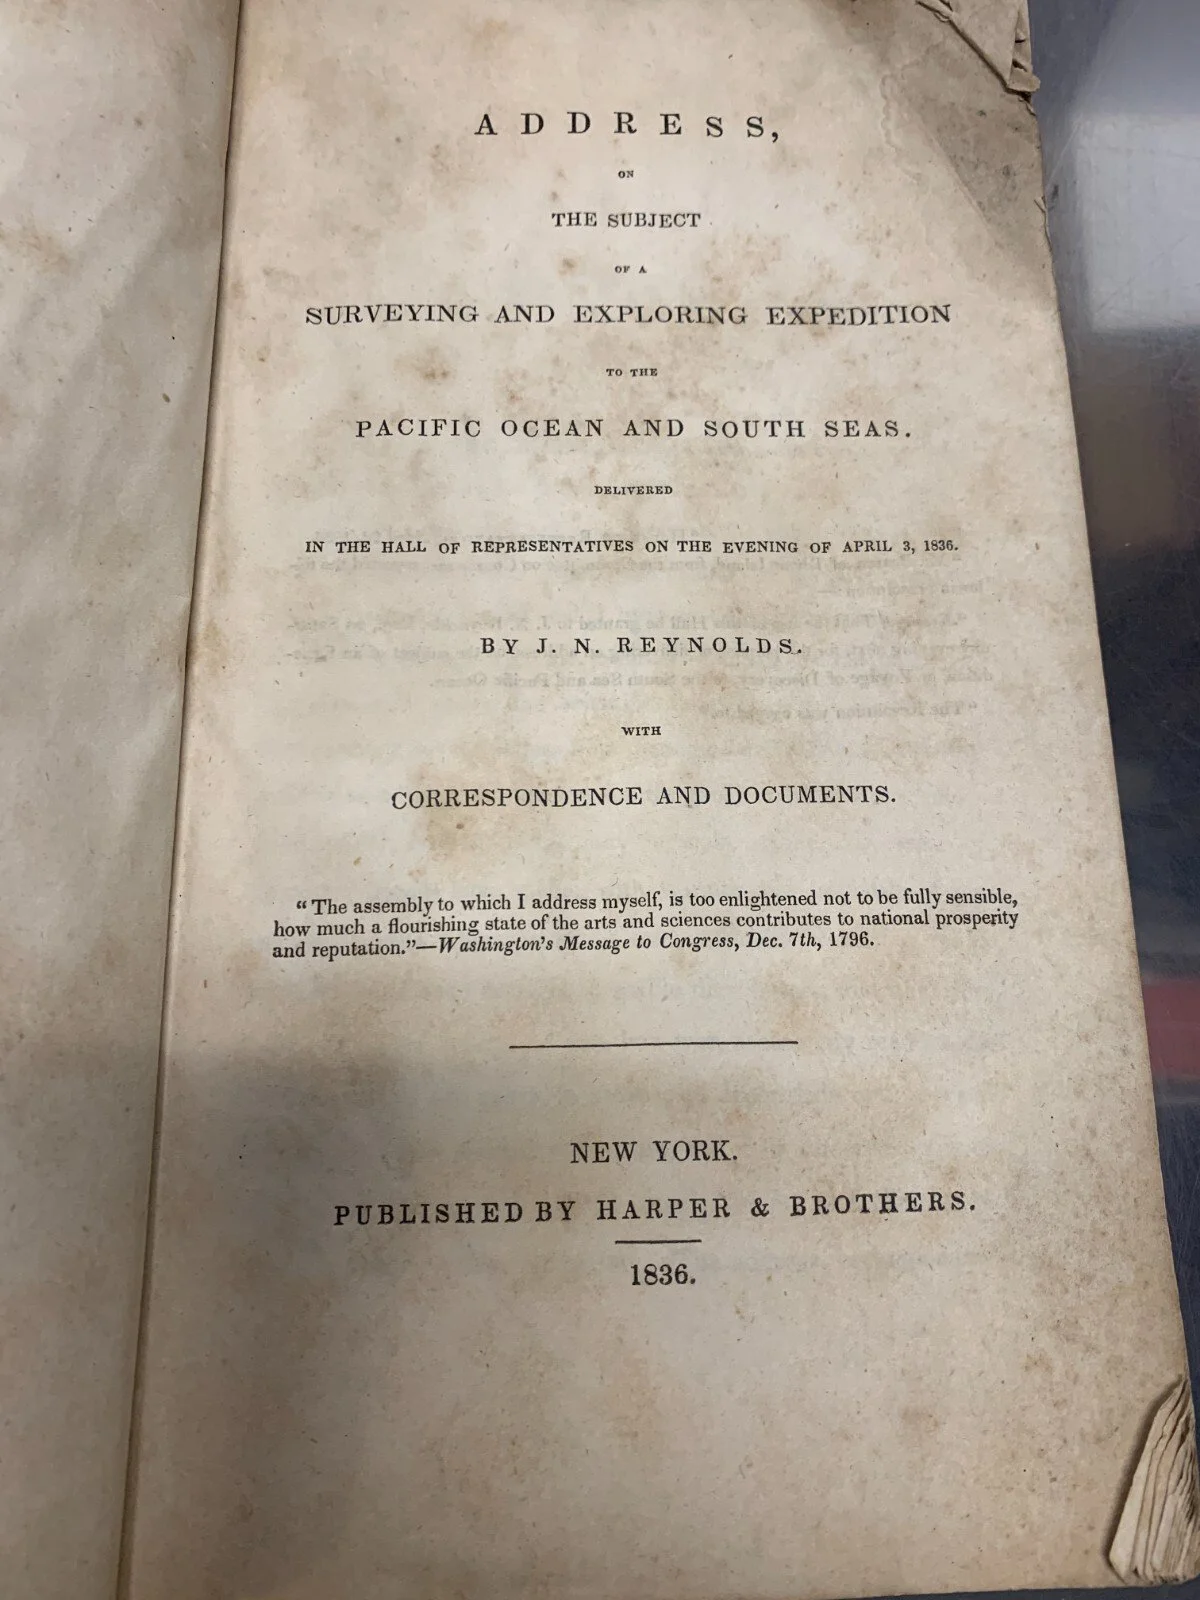 ADDRESS,
ON
THE SUBJECT
OF A
SURVEYING AND EXPLORING EXPEDITION
TO THE
PACIFIC OCEAN AND SOUTH SEAS.
DELIVERED
IN THE HALL OF REPRESENTATIVES ON THE EVENING OF APRIL 3, 1836.
BY J. N. REYNOLDS.
WITH
CORRESPONDENCE AND DOCUMENTS.
“The assembly to which I address myself, is too enlightened not to be fully sensible,
how much a flourishing state of the arts and sciences contributes to national prosperity
and reputation.”—Washington's Message to Congress, Dec. 7th, 1796.
NEW YORK.
PUBLISHED BY HARPER & BROTHERS.
1836.